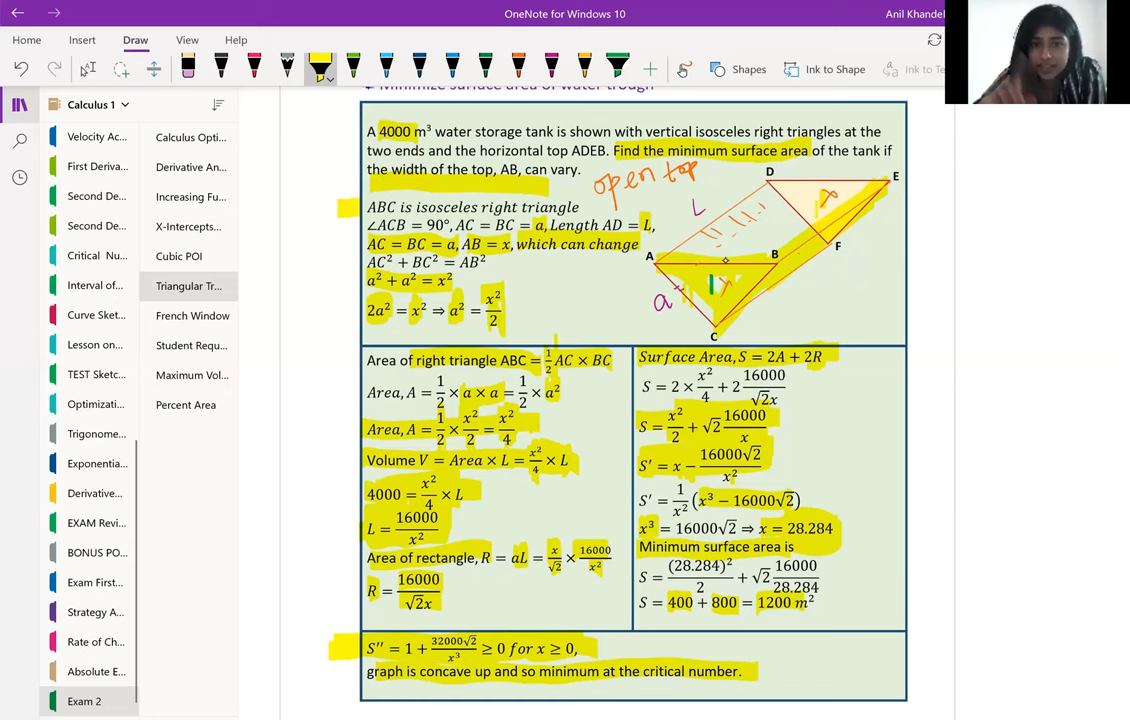 OneNote for Windows 10
Anil Khandel
Home Insert Draw View Help
Shapes
Ink to Shape
Ink to Te
Calculus 1
Velocity Ac...
First Deriva...
Second De...
Second De...
Critical Nu...
Interval of...
Curve Sket...
Lesson on...
TEST Sketc...
Optimizati...
Trigonome...
Exponentia...
Derivative...
EXAM Revi...
BONUS PO...
Exam First...
Strategy A...
Rate of Ch...
Absolute E...
Exam 2
Calculus Opti...
Derivative An...
Increasing Fu...
X-Intercepts...
Cubic POI
Triangular Tr...
French Window
Student Requ...
Maximum Vol...
Percent Area
Minimize surface area of water trough
A 4000 m³ water storage tank is shown with vertical isosceles right triangles at the
two ends and the horizontal top ADEB. Find the minimum surface area of the tank if
the width of the top, AB, can vary.
open top
ABC is isosceles right triangle
∠ACB = 90°, AC = BC = a, Length AD = L,
AC = BC = a, AB = x, which can change
AC² + BC² = AB²
a² + a² = x²
2a² = x² ⇒ a² = x²/2
D
E
L
x
F
A
B
x
a
C
Area of right triangle ABC = 1/2 AC × BC
Area, A = 1/2 × a × a = 1/2 × a²
Area, A = 1/2 × x²/2 = x²/4
Volume V = Area × L = x²/4 × L
4000 = x²/4 × L
L = 16000/x²
Area of rectangle, R = aL = x/√2 × 16000/x²
R = 16000/√2x
Surface Area, S = 2A + 2R
S = 2 × x²/4 + 2 16000/√2x
S = x²/2 + √2 16000/x
S′ = x − 16000√2/x²
S′ = 1/x² (x³ − 16000√2)
x³ = 16000√2 ⇒ x = 28.284
Minimum surface area is
S = (28.284)²/2 + √2 16000/28.284
S = 400 + 800 = 1200 m²
S′′ = 1 + 32000√2/x³ ≥ 0 for x ≥ 0,
graph is concave up and so minimum at the critical number.